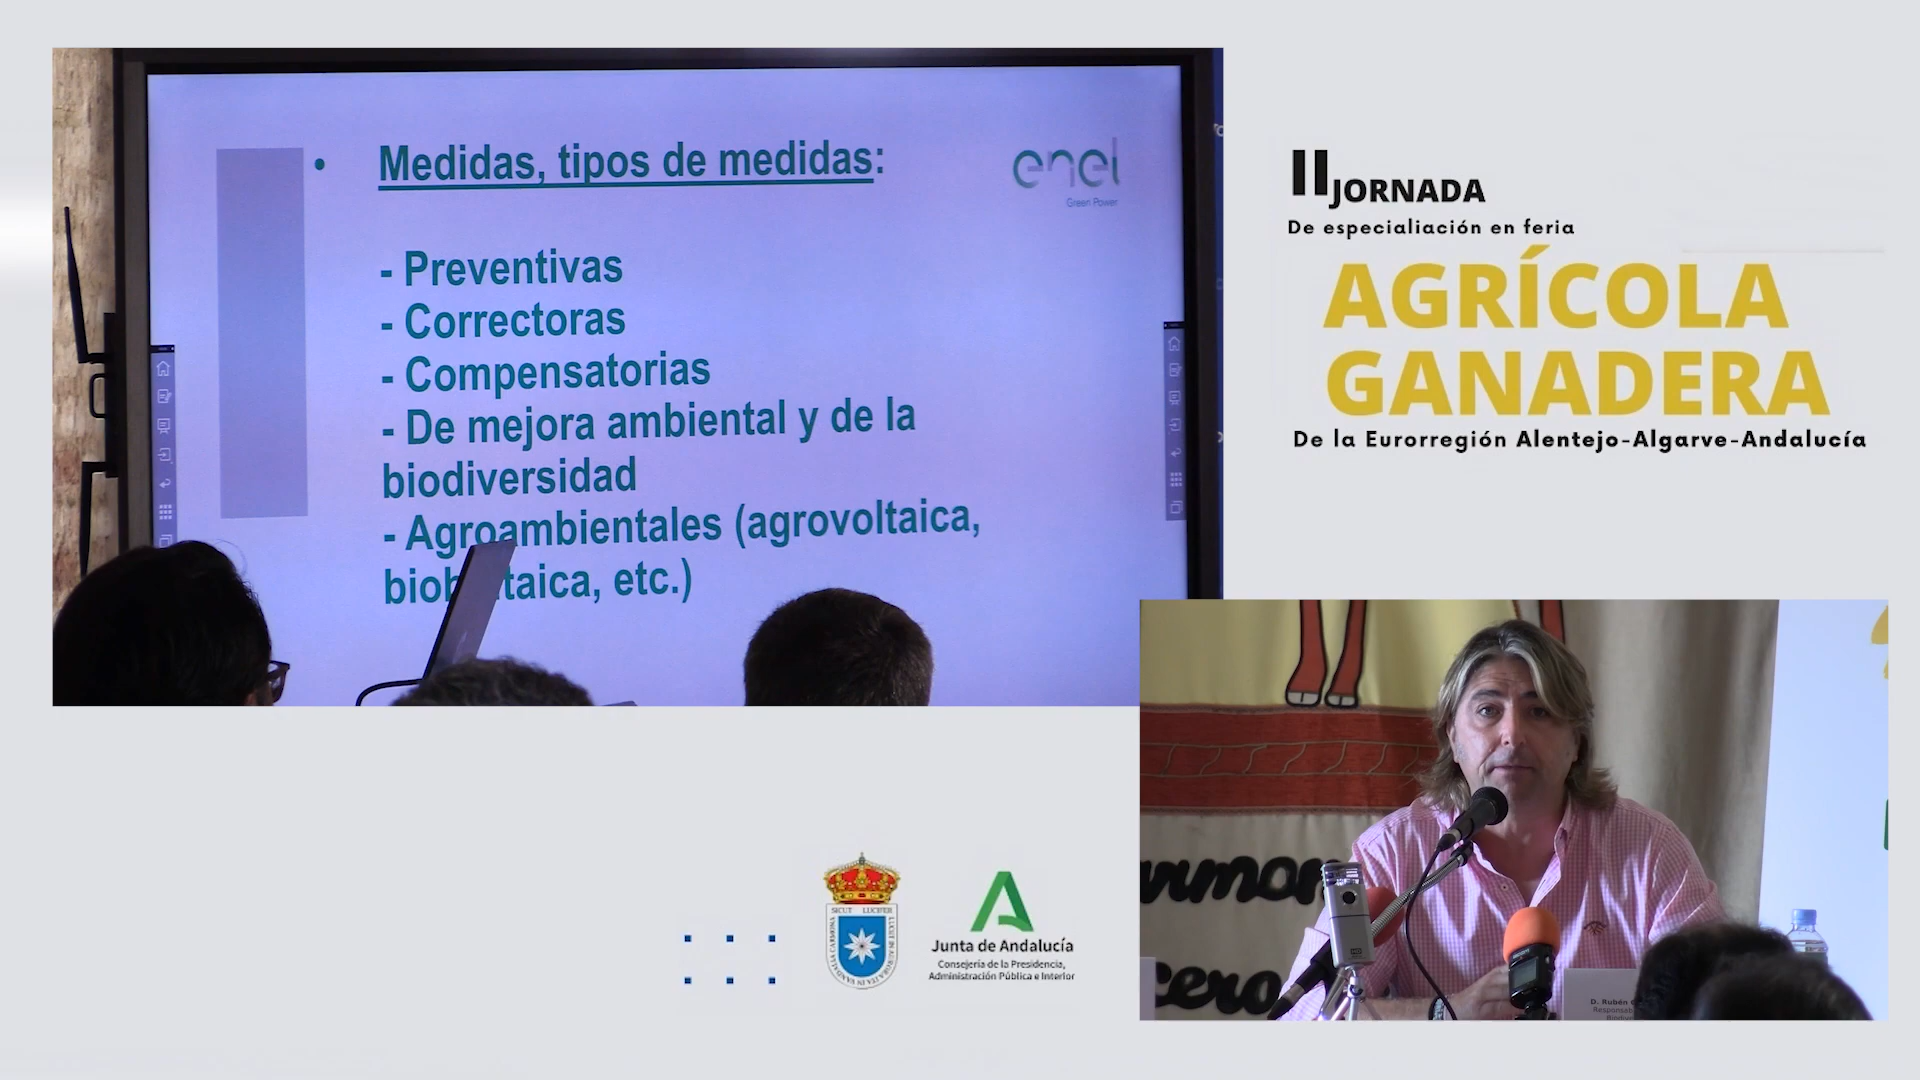 • Medidas, tipos de medidas:
enel
Green Power
- Preventivas
- Correctoras
- Compensatorias
- De mejora ambiental y de la
biodiversidad
- Agroambientales (agrovoltaica,
etc.)
II JORNADA
De especialiación en feria
AGRÍCOLA
GANADERA
De la Eurorregión Alentejo-Algarve-Andalucía
SICUT LUCIFER
Junta de Andalucía
Consejería de la Presidencia,
Administración Pública e Interior
D. Rubén